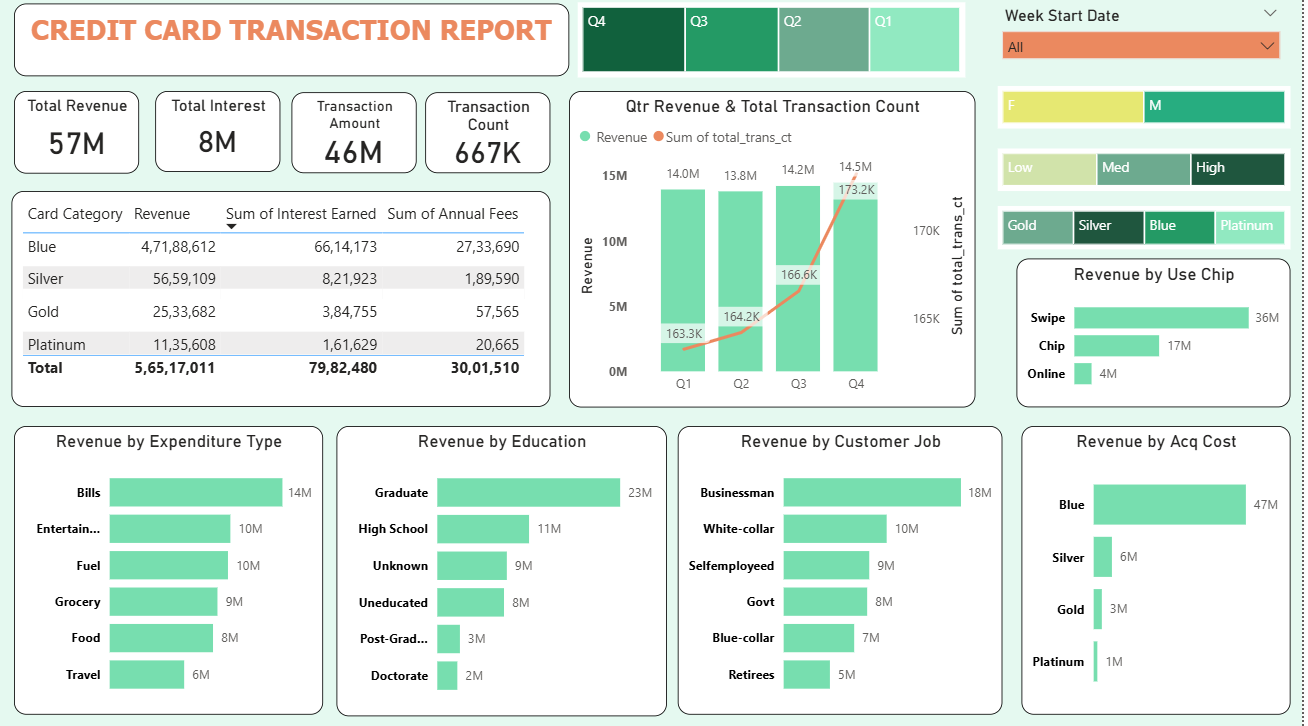 CREDIT CARD TRANSACTION REPORT
Q4 Q3 Q2 Q1
Week Start Date
All
F M
Low Med High
Gold Silver Blue Platinum
Total Revenue
57M
Total Interest
8M
Transaction
Amount
46M
Transaction
Count
667K
Card Category Revenue Sum of Interest Earned Sum of Annual Fees
Blue 4,71,88,612 66,14,173 27,33,690
Silver 56,59,109 8,21,923 1,89,590
Gold 25,33,682 3,84,755 57,565
Platinum 11,35,608 1,61,629 20,665
Total 5,65,17,011 79,82,480 30,01,510
Qtr Revenue & Total Transaction Count
Revenue Sum of total_trans_ct
15M
10M
5M
0M
Revenue
14.0M 13.8M 14.2M 14.5M
163.3K 164.2K 166.6K 173.2K
Q1 Q2 Q3 Q4
170K
165K
Sum of total_trans_ct
Revenue by Use Chip
Swipe 36M
Chip 17M
Online 4M
Revenue by Expenditure Type
Bills 14M
Entertain... 10M
Fuel 10M
Grocery 9M
Food 8M
Travel 6M
Revenue by Education
Graduate 23M
High School 11M
Unknown 9M
Uneducated 8M
Post-Grad... 3M
Doctorate 2M
Revenue by Customer Job
Businessman 18M
White-collar 10M
Selfemployeed 9M
Govt 8M
Blue-collar 7M
Retirees 5M
Revenue by Acq Cost
Blue 47M
Silver 6M
Gold 3M
Platinum 1M